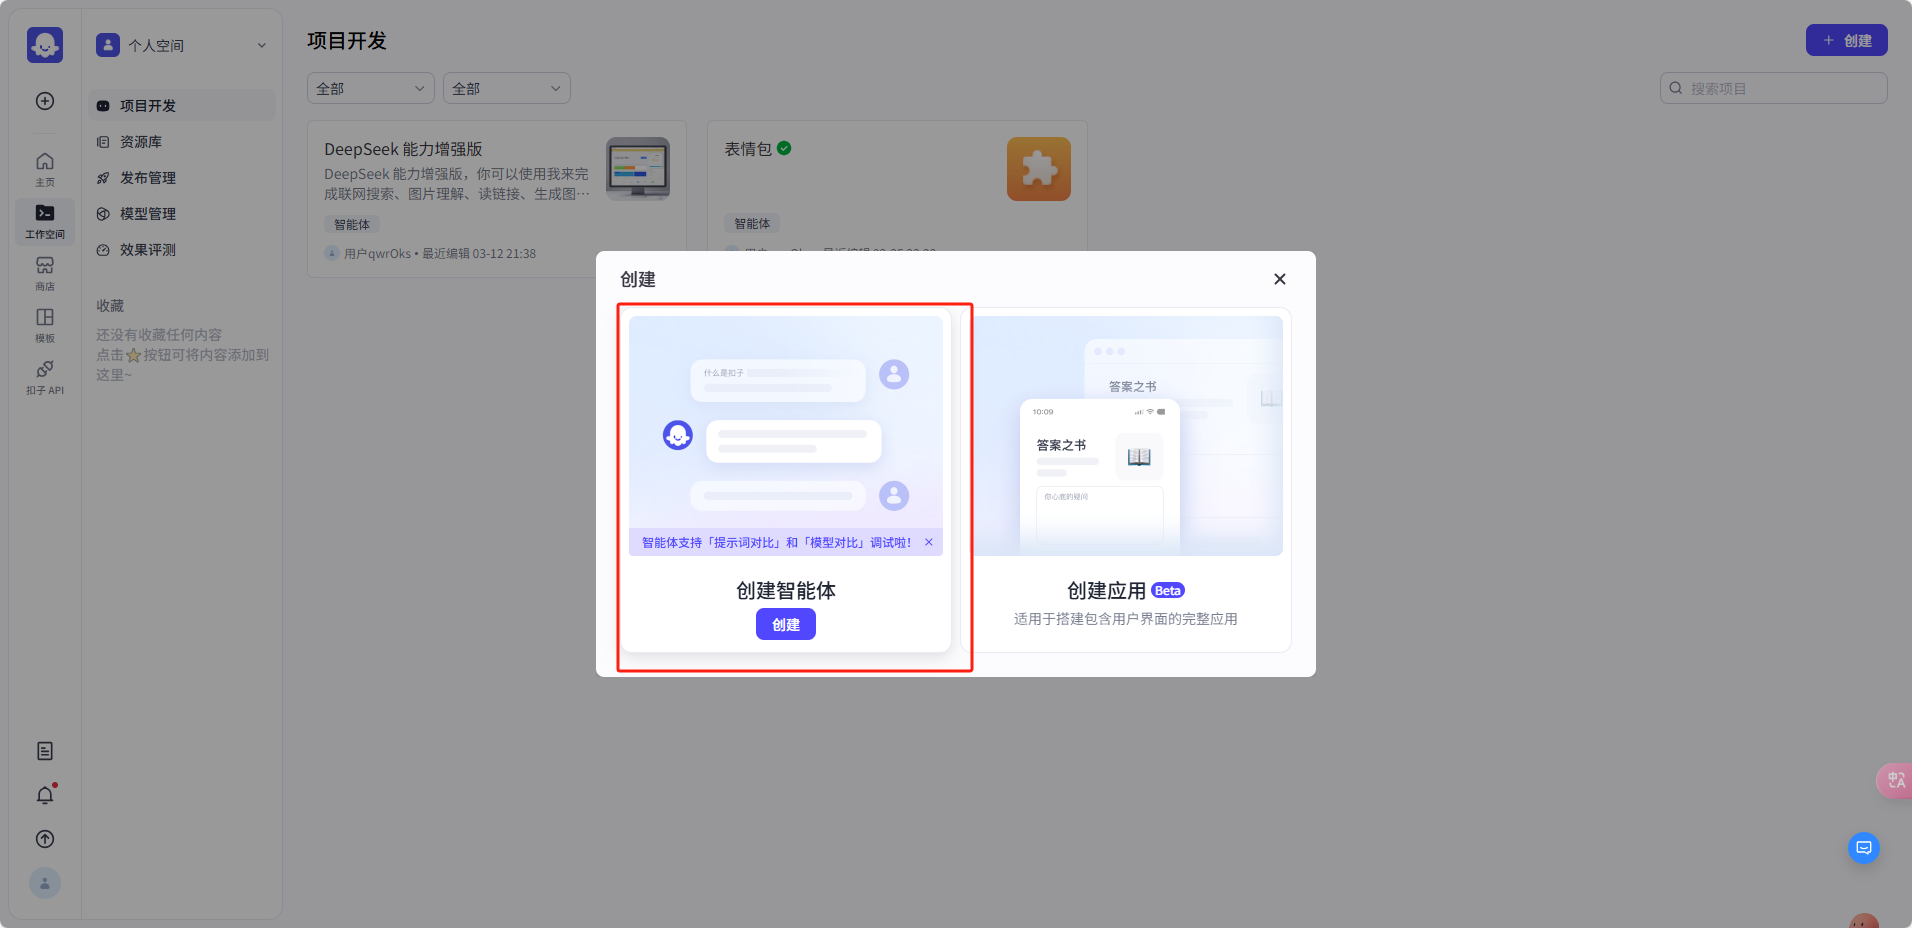 个人空间
项目开发
资源库
发布管理
模型管理
效果评测
收藏
还没有收藏任何内容
点击⭐按钮可将内容添加到
这里~
主页
工作空间
商店
模板
扣子 API
项目开发
+ 创建
全部
全部
搜索项目
DeepSeek 能力增强版
DeepSeek 能力增强版，你可以使用我来完
成联网搜索、图片理解、读链接、生成图…
智能体
用户qwrOks • 最近编辑 03-12 21:38
表情包
智能体
创建
什么是扣子
智能体支持「提示词对比」和「模型对比」调试啦！
创建智能体
创建
答案之书
10:09
答案之书
你心底的疑问
创建应用 Beta
适用于搭建包含用户界面的完整应用